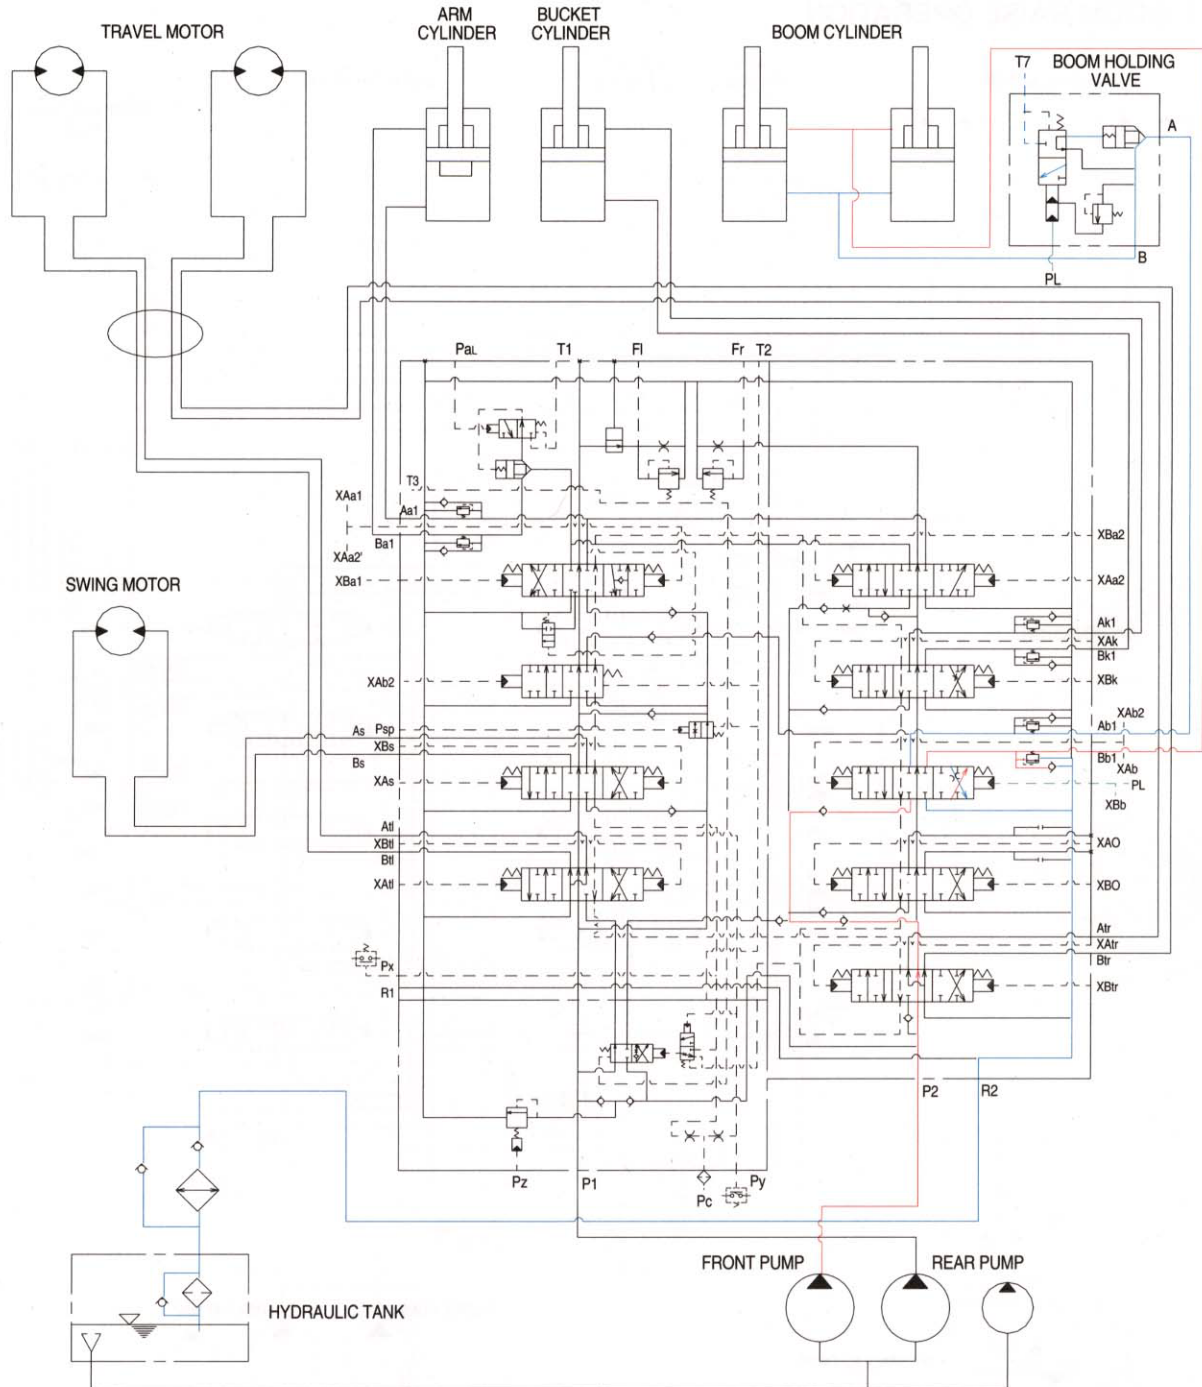 TRAVEL MOTOR
ARM
CYLINDER
BUCKET
CYLINDER
BOOM CYLINDER
T7
BOOM HOLDING
VALVE
A
B
PL
PaL
T1
Fl
Fr
T2
T3
XAa1
Aa1
Ba1
XAa2'
XBa1
XBa2
XAa2
SWING MOTOR
Ak1
XAk
Bk1
XBk
XAb2
XAb2
As
Psp
XBs
Bs
XAs
Ab1
Bb1
XAb
PL
XBb
Atl
XBtl
Btl
XAtl
XAO
XBO
Px
R1
Atr
XAtr
Btr
XBtr
P2
R2
Pz
P1
Pc
Py
FRONT PUMP
REAR PUMP
HYDRAULIC TANK